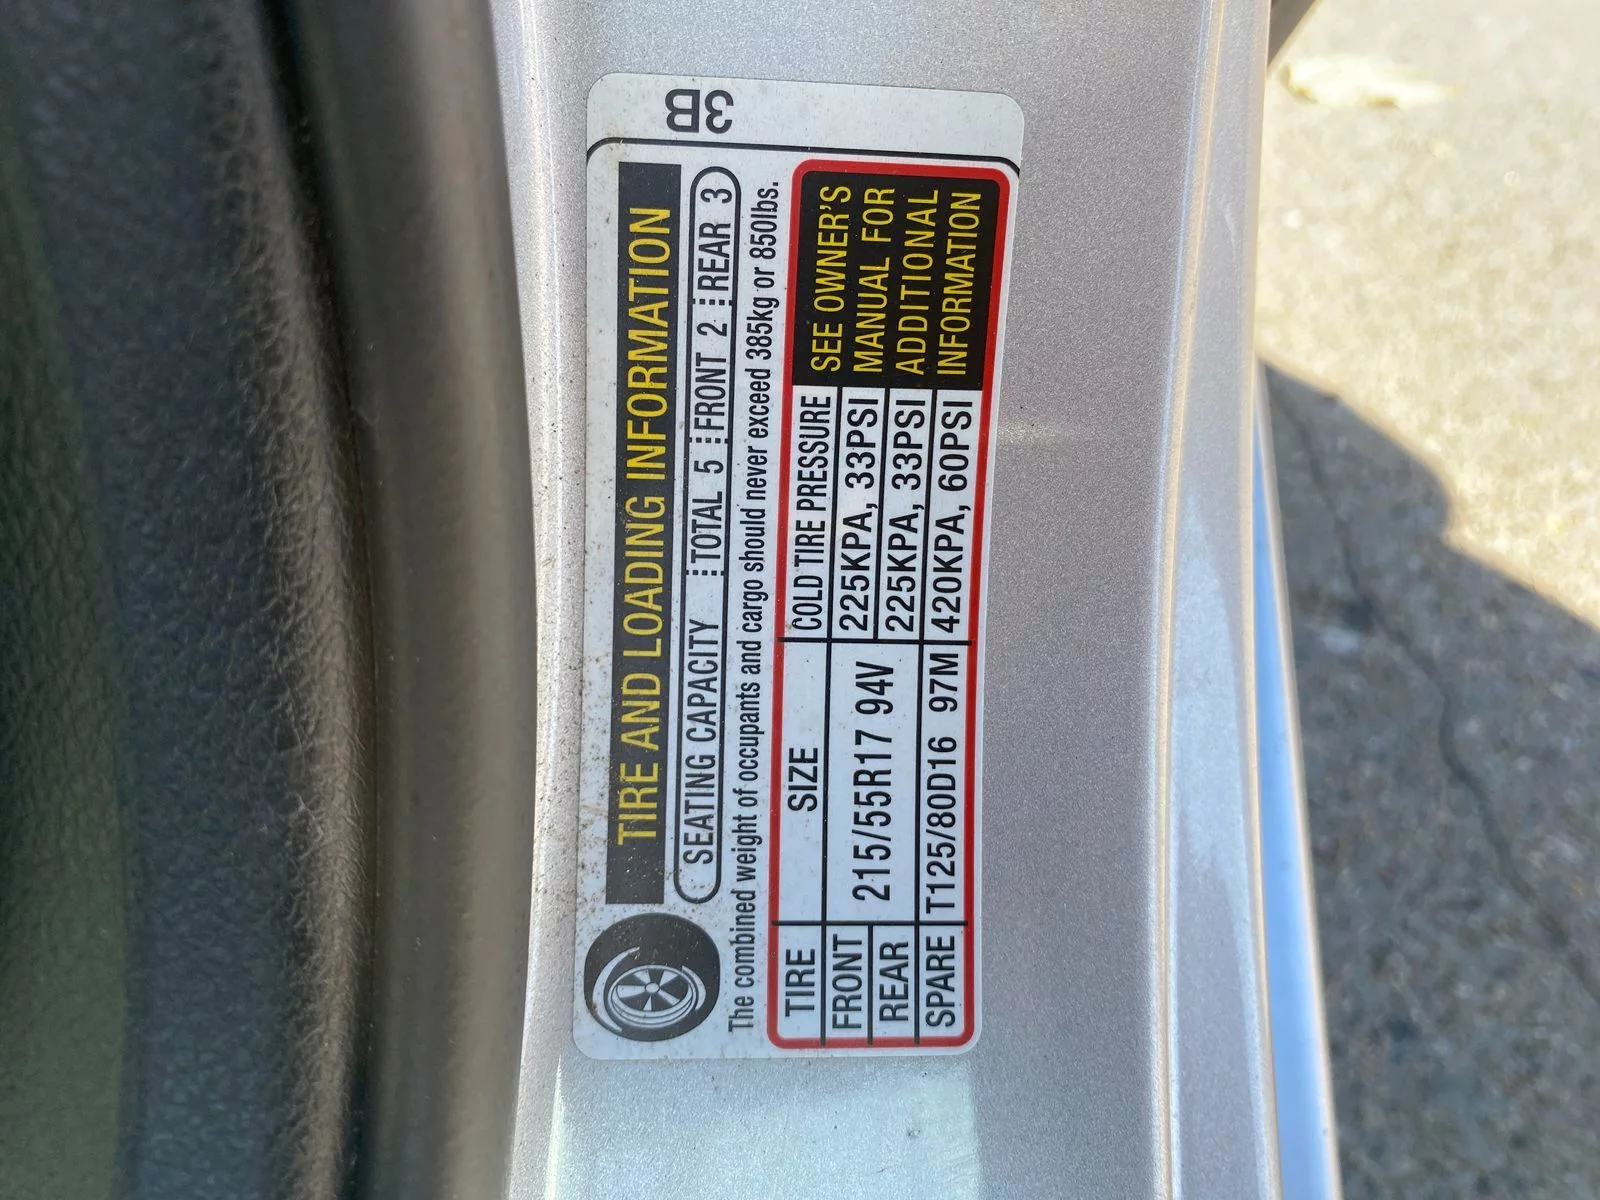 3B
TIRE AND LOADING INFORMATION
SEATING CAPACITY TOTAL 5 FRONT 2 REAR 3
The combined weight of occupants and cargo should never exceed 385kg or 850lbs.
TIRE SIZE COLD TIRE PRESSURE
FRONT 215/55R17 94V 225KPA, 33PSI
REAR 225KPA, 33PSI
SPARE T125/80D16 97M 420KPA, 60PSI
SEE OWNER'S
MANUAL FOR
ADDITIONAL
INFORMATION